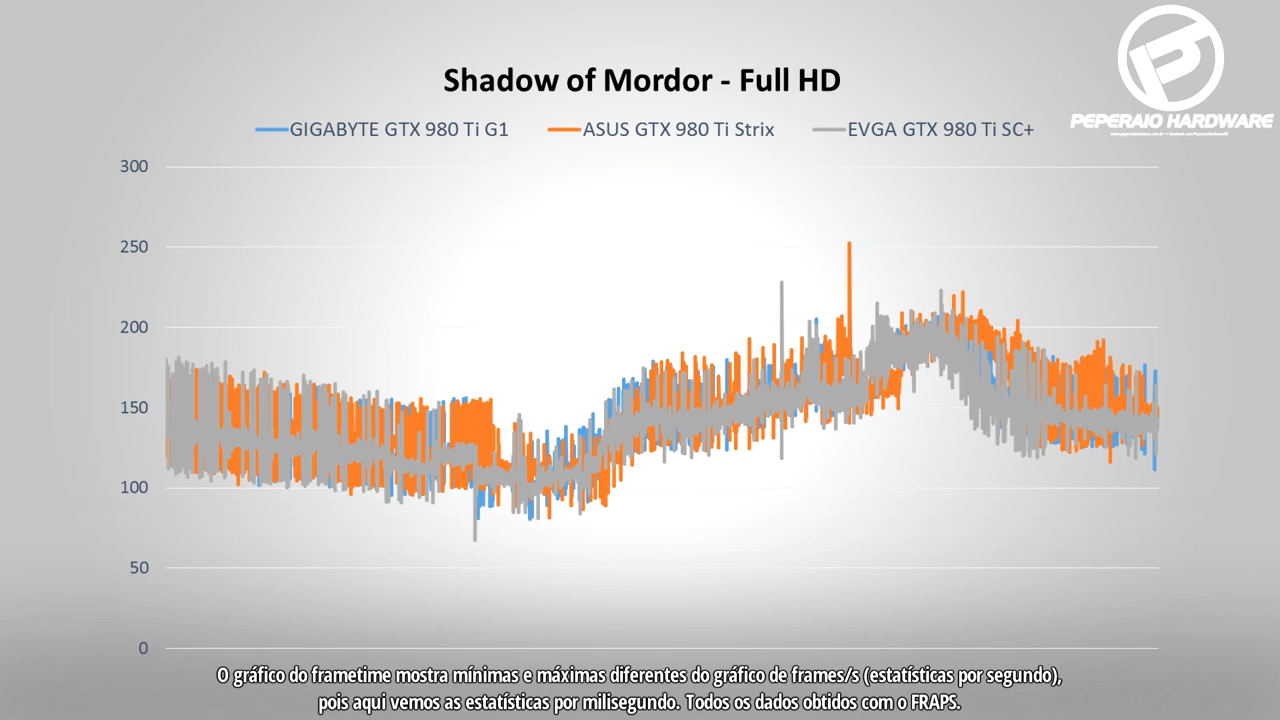 Shadow of Mordor - Full HD
GIGABYTE GTX 980 Ti G1
ASUS GTX 980 Ti Strix
EVGA GTX 980 Ti SC+
PEPERAIO HARDWARE
300
250
200
150
100
50
0
O gráfico do frametime mostra mínimas e máximas diferentes do gráfico de frames/s (estatísticas por segundo),
pois aqui vemos as estatísticas por milisegundo. Todos os dados obtidos com o FRAPS.